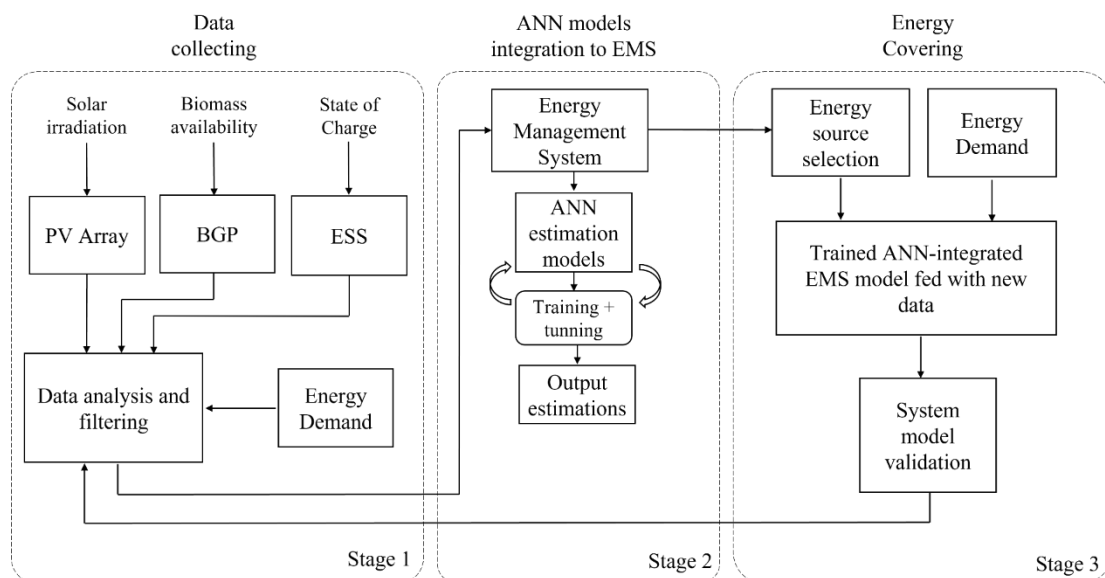 Data
collecting
ANN models
integration to EMS
Energy
Covering
Solar
irradiation
Biomass
availability
State of
Charge
PV Array
BGP
ESS
Data analysis and
filtering
Energy
Demand
Stage 1
Energy
Management
System
ANN
estimation
models
Training +
tunning
Output
estimations
Stage 2
Energy
source
selection
Energy
Demand
Trained ANN-integrated
EMS model fed with new
data
System
model
validation
Stage 3